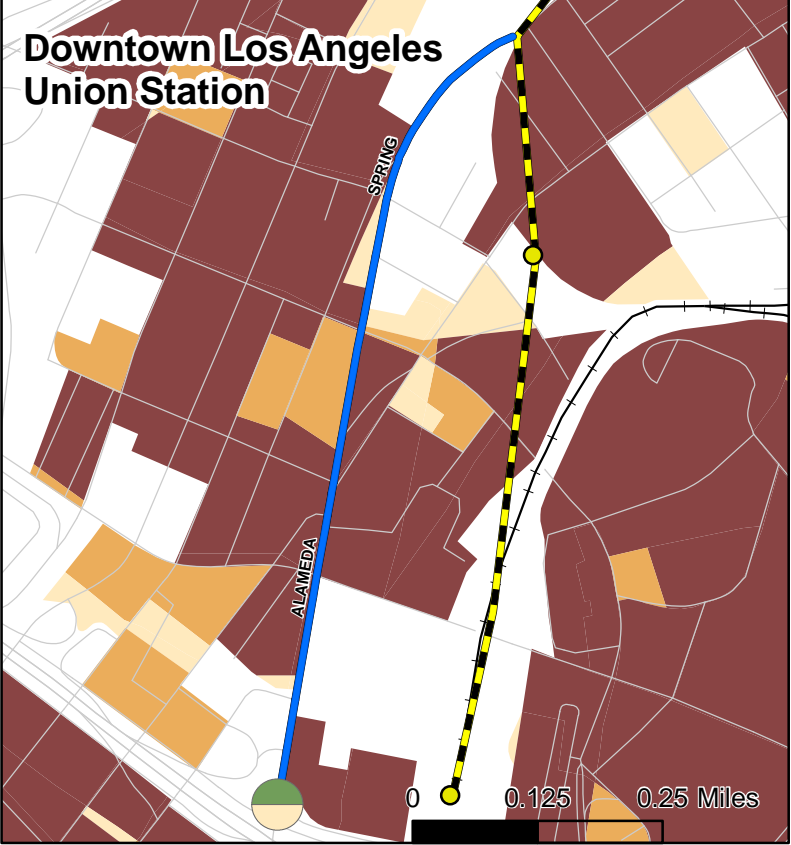 Downtown Los Angeles
Union Station
SPRING
ALAMEDA
0 0.125 0.25 Miles